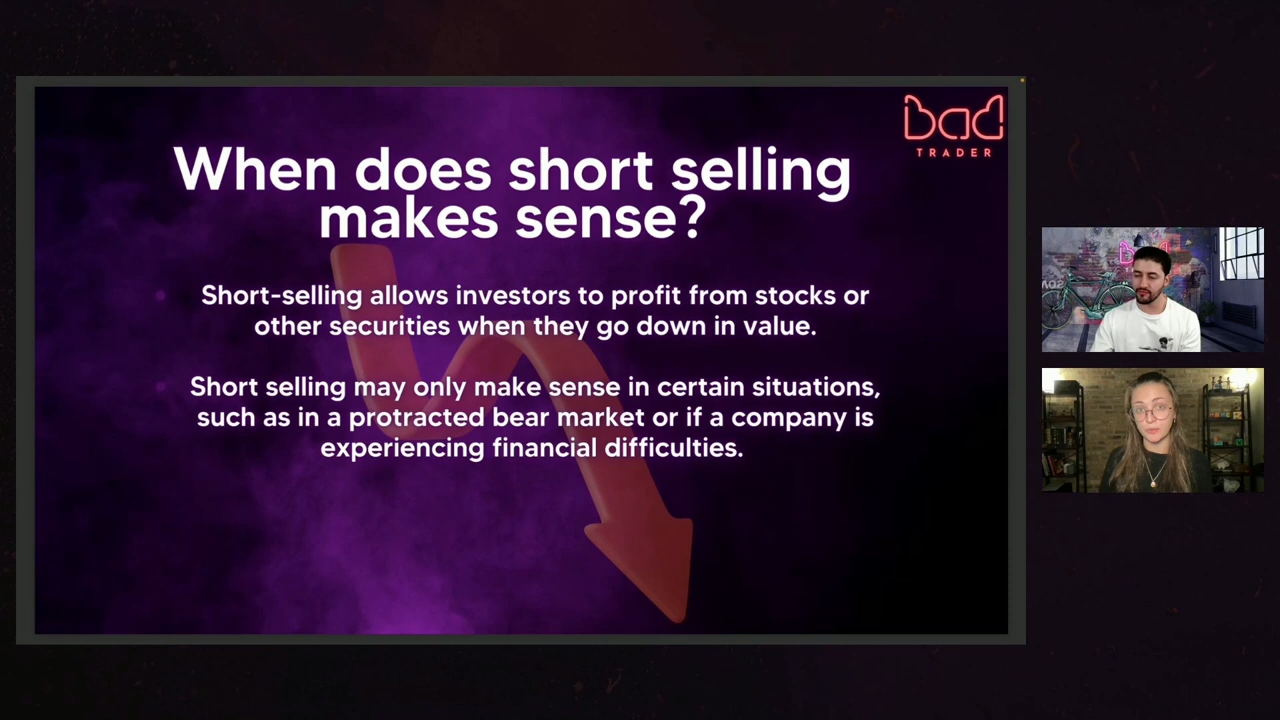 bad
TRADER
When does short selling
makes sense?
Short-selling allows investors to profit from stocks or
other securities when they go down in value.
Short selling may only make sense in certain situations,
such as in a protracted bear market or if a company is
experiencing financial difficulties.